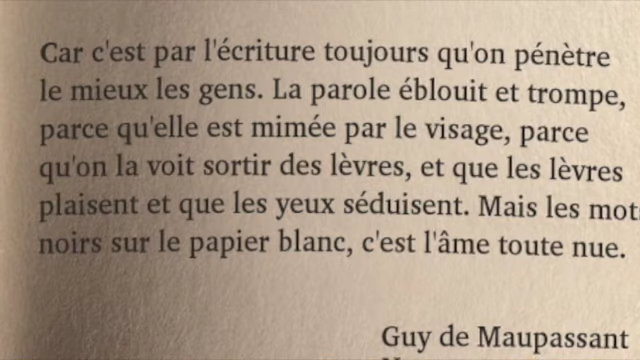 Car c'est par l'écriture toujours qu'on pénètre
le mieux les gens. La parole éblouit et trompe,
parce qu'elle est mimée par le visage, parce
qu'on la voit sortir des lèvres, et que les lèvres
plaisent et que les yeux séduisent. Mais les mot
noirs sur le papier blanc, c'est l'âme toute nue.
Guy de Maupassant